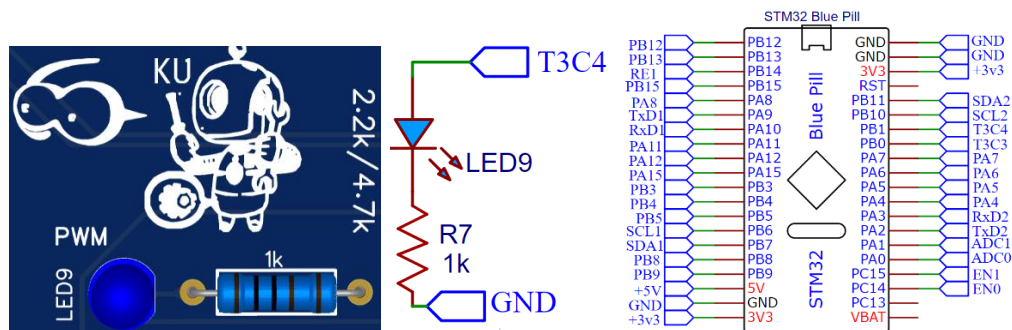 KU
2.2k/4.7k
PWM
LED9
1k
T3C4
LED9
R7
1k
GND
STM32 Blue Pill
Blue Pill
STM32
PB12 PB12 GND GND
PB13 PB13 GND GND
RE1 PB14 3V3 +3v3
PB15 PB15 RST
PA8 PA8 PB11 SDA2
TxD1 PA9 PB10 SCL2
RxD1 PA10 PB1 T3C4
PA11 PA11 PB0 T3C3
PA12 PA12 PA7 PA7
PA15 PA15 PA6 PA6
PB3 PB3 PA5 PA5
PB4 PB4 PA4 PA4
PB5 PB5 PA3 RxD2
SCL1 PB6 PA2 TxD2
SDA1 PB7 PA1 ADC1
PB8 PB8 PA0 ADC0
PB9 PB9 PC15 EN1
+5V 5V PC14 EN0
GND GND PC13
+3v3 3V3 VBAT